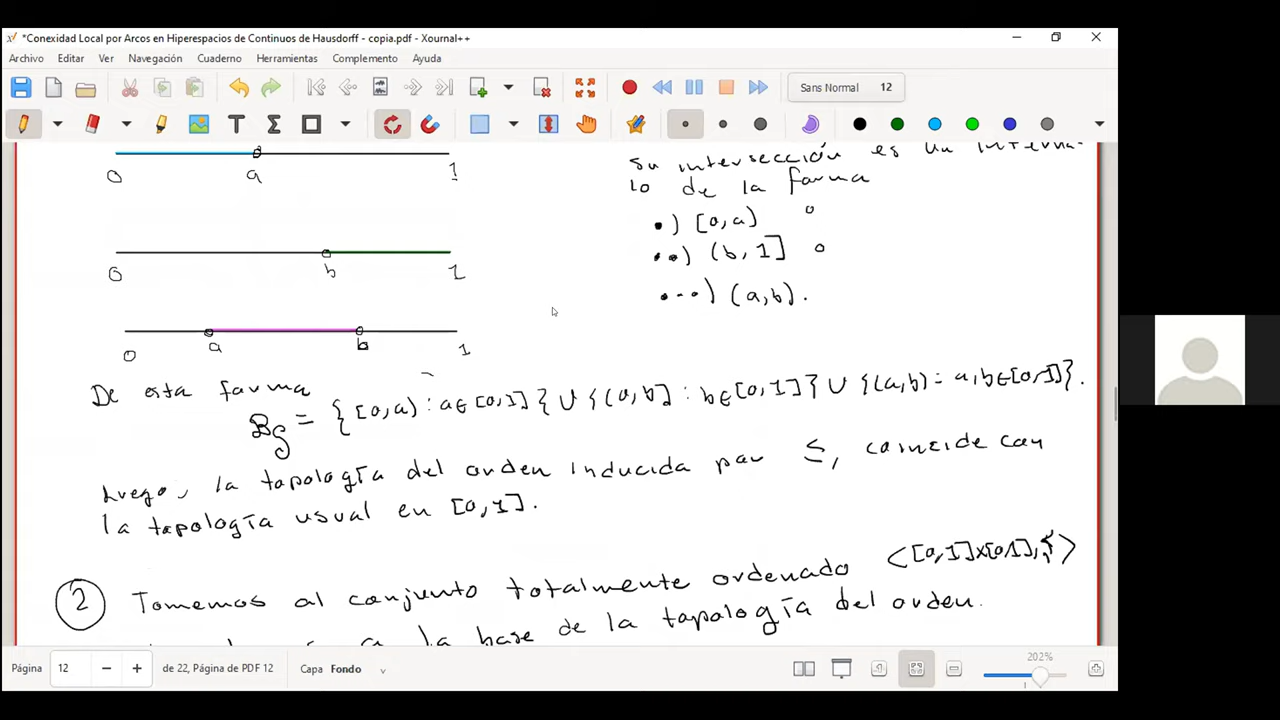 *Conexidad Local por Arcos en Hiperespacios de Continuos de Hausdorff - copia.pdf - Xournal++
Archivo Editar Ver Navegación Cuaderno Herramientas Complemento Ayuda
Sans Normal 12
su intersección es un interva-
lo de la forma
•) [0,a) o
••) (b,1] o
•••) (a,b).
0 a 1
0 b 1
0 a b 1
De esta forma
= {[0,a) : a∈[0,1]} ∪ {(0,b] : b∈[0,1]} ∪ {(a,b) : a,b∈[0,1]}.
Luego, la topología del orden inducida por ≤, coincide con
la topología usual en [0,1].
② Tomemos al conjunto totalmente ordenado <[0,1]x[0,1],
a la base de la topología del orden.
Página 12 de 22, Página de PDF 12 Capa Fondo 202%